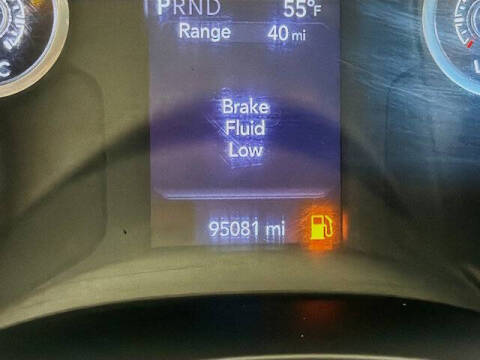 PRND 55°F
Range 40 mi
Brake
Fluid
Low
95081 mi
C L